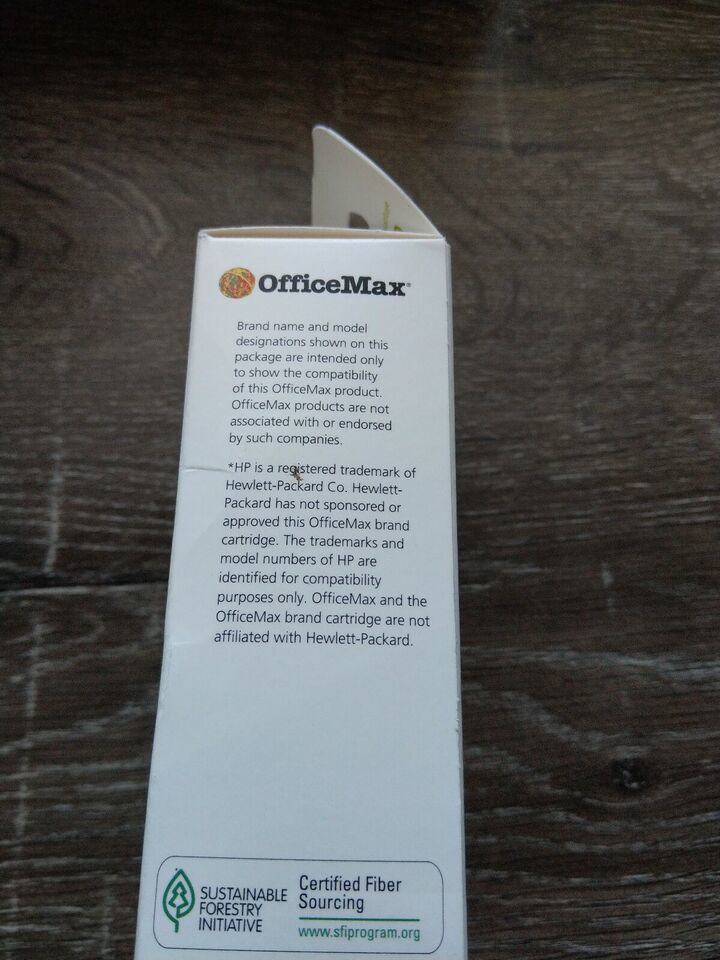 OfficeMax®
Brand name and model
designations shown on this
package are intended only
to show the compatibility
of this OfficeMax product.
OfficeMax products are not
associated with or endorsed
by such companies.
*HP is a registered trademark of
Hewlett-Packard Co. Hewlett-
Packard has not sponsored or
approved this OfficeMax brand
cartridge. The trademarks and
model numbers of HP are
identified for compatibility
purposes only. OfficeMax and the
OfficeMax brand cartridge are not
affiliated with Hewlett-Packard.
SUSTAINABLE
FORESTRY
INITIATIVE
Certified Fiber
Sourcing
www.sfiprogram.org